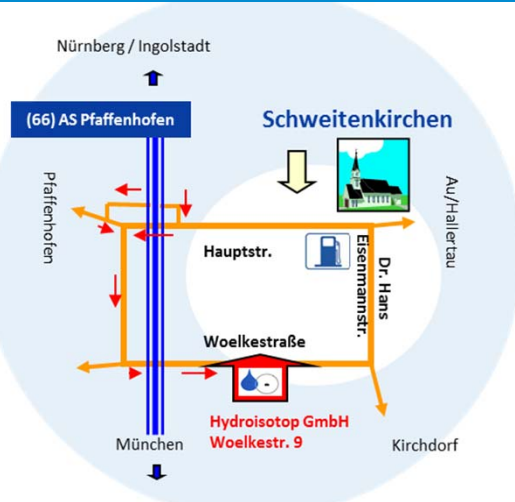 Nürnberg / Ingolstadt
(66) AS Pfaffenhofen
Schweitenkirchen
Pfaffenhofen
Au/Hallertau
Hauptstr.
Dr. Hans
Eisenmannstr.
Woelkestraße
Hydroisotop GmbH
Woelkestr. 9
München
Kirchdorf